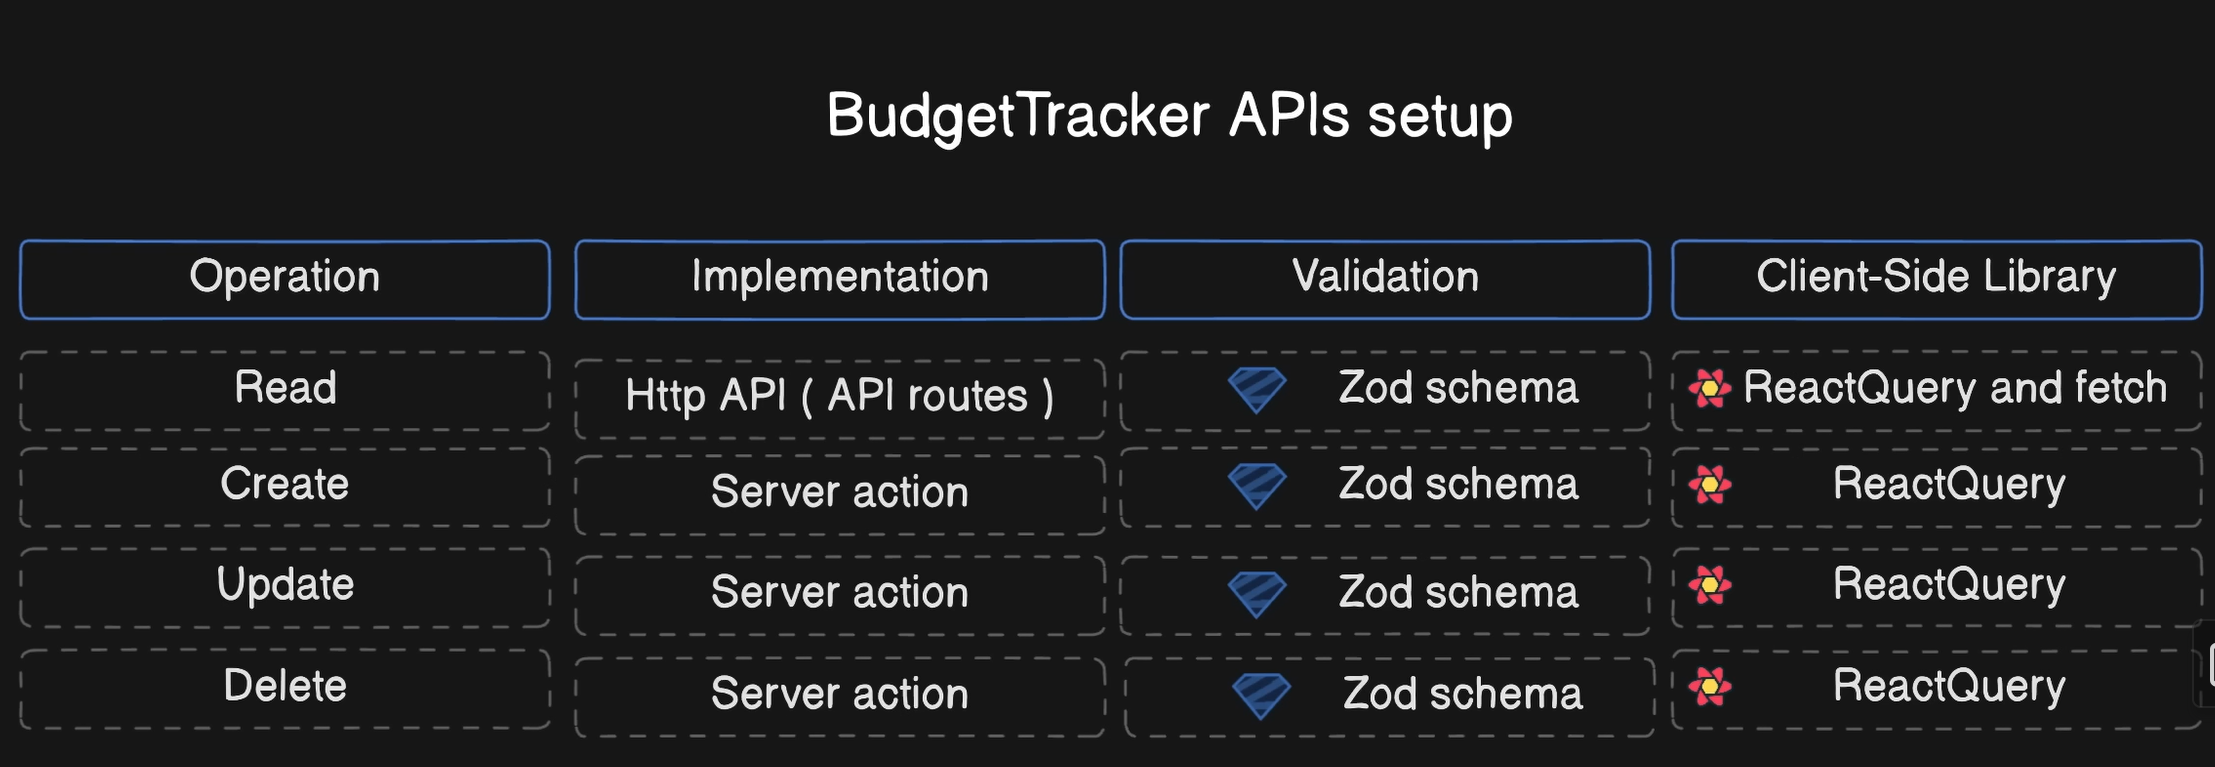 BudgetTracker APIs setup
Operation Implementation Validation Client-Side Library
Read Http API ( API routes ) Zod schema ReactQuery and fetch
Create Server action Zod schema ReactQuery
Update Server action Zod schema ReactQuery
Delete Server action Zod schema ReactQuery